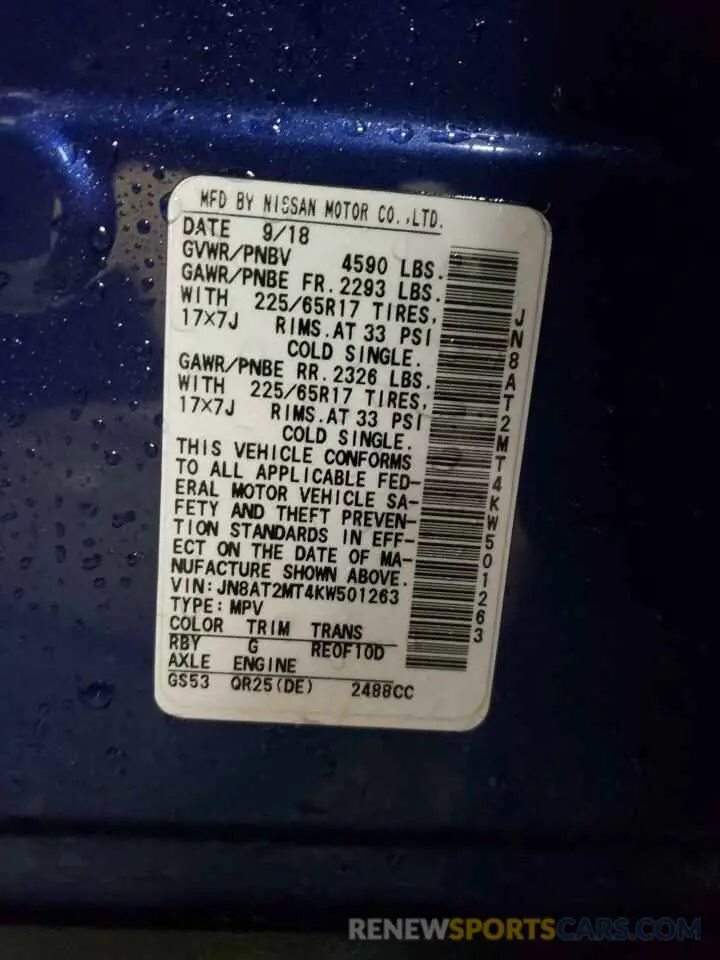 MFD BY NISSAN MOTOR CO.,LTD.
DATE 9/18
GVWR/PNBV 4590 LBS.
GAWR/PNBE FR. 2293 LBS.
WITH 225/65R17 TIRES,
17×7J RIMS.AT 33 PSI
COLD SINGLE.
GAWR/PNBE RR. 2326 LBS.
WITH 225/65R17 TIRES,
17×7J RIMS.AT 33 PSI
COLD SINGLE.
THIS VEHICLE CONFORMS
TO ALL APPLICABLE FED-
ERAL MOTOR VEHICLE SA-
FETY AND THEFT PREVEN-
TION STANDARDS IN EFF-
ECT ON THE DATE OF MA-
NUFACTURE SHOWN ABOVE.
VIN: JN8AT2MT4KW501263
TYPE: MPV
COLOR TRIM TRANS
RBY G RE0F10D
AXLE ENGINE
GS53 QR25(DE) 2488CC
JN8AT2MT4KW501263
RENEWSPORTSCARS.COM